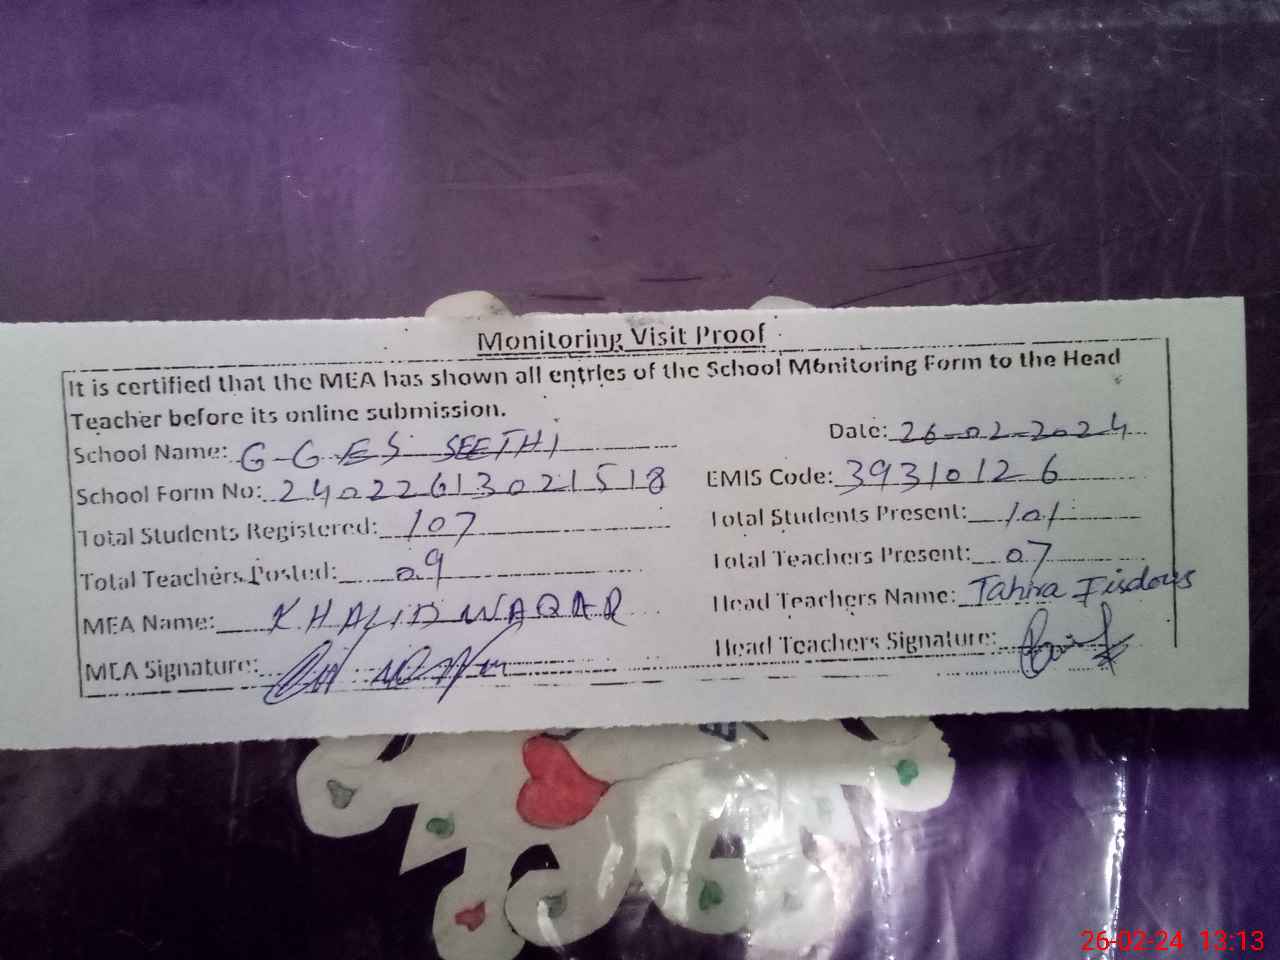 Monitoring Visit Proof
It is certified that the MEA has shown all entries of the School Monitoring Form to the Head
Teacher before its online submission.
School Name: G-GES SEETHI Date: 26-02-2024
School Form No: 24022613021518 EMIS Code: 39310126
Total Students Registered: 107 Total Students Present: 101
Total Teachers Posted: 09 Total Teachers Present: 07
MEA Name: KHALID WAQAR Head Teachers Name: Tahira Firdous
MEA Signature: Head Teachers Signature:
26-02-24 13:13